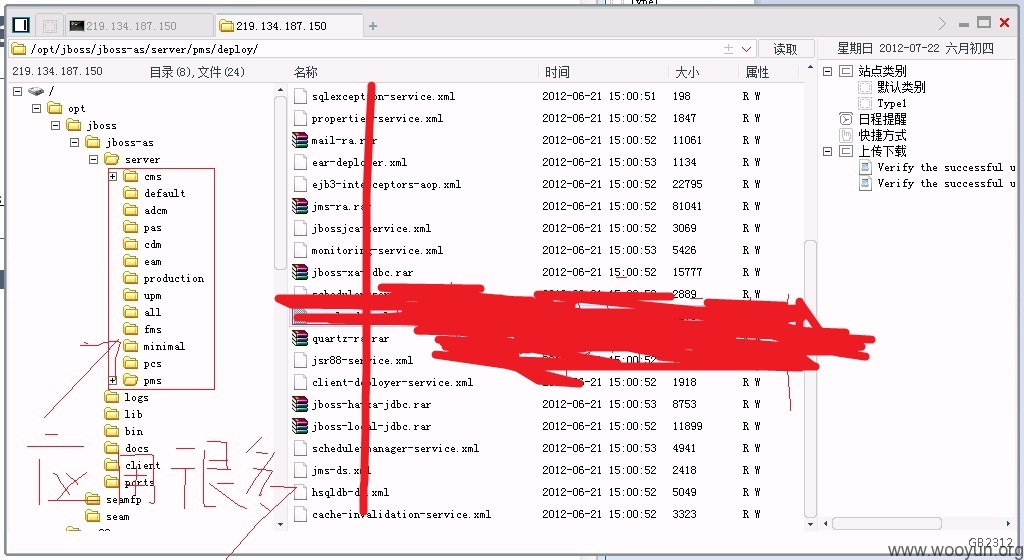 Type1
219.134.187.150
219.134.187.150
/opt/jboss/jboss-as/server/pms/deploy/
读取
星期日 2012-07-22 六月初四
219.134.187.150
目录(8),文件(24)
名称
时间
大小
属性
/
opt
jboss
jboss-as
server
cms
default
adcm
pas
cdm
eam
production
upm
all
fms
minimal
pcs
pms
logs
lib
bin
docs
client
ports
seamfp
seam
sqlexception-service.xml 2012-06-21 15:00:51 198 R W
properties-service.xml 2012-06-21 15:00:52 1847 R W
mail-ra.rar 2012-06-21 15:00:52 11061 R W
ear-deployer.xml 2012-06-21 15:00:53 1134 R W
ejb3-interceptors-aop.xml 2012-06-21 15:00:52 22795 R W
jms-ra.rar 2012-06-21 15:00:52 81041 R W
jbossjca-service.xml 2012-06-21 15:00:52 3069 R W
monitoring-service.xml 2012-06-21 15:00:53 5426 R W
jboss-xa-jdbc.rar 2012-06-21 15:00:52 15777 R W
2889 R W
quartz-ra.rar
jsr88-service.xml
client-deployer-service.xml 2012-06-21 15:00:52 1918 R W
jboss-ha-xa-jdbc.rar 2012-06-21 15:00:53 8753 R W
jboss-local-jdbc.rar 2012-06-21 15:00:52 11899 R W
schedulemanager-service.xml 2012-06-21 15:00:53 4941 R W
jms-ds.xml 2012-06-21 15:00:52 2418 R W
hsqldb-ds.xml 2012-06-21 15:00:52 5049 R W
cache-invalidation-service.xml 2012-06-21 15:00:52 3323 R W
站点类别
默认类别
Type1
日程提醒
快捷方式
上传下载
Verify the successful u
Verify the successful u
应用很多
GB2312
www.wooyun.org